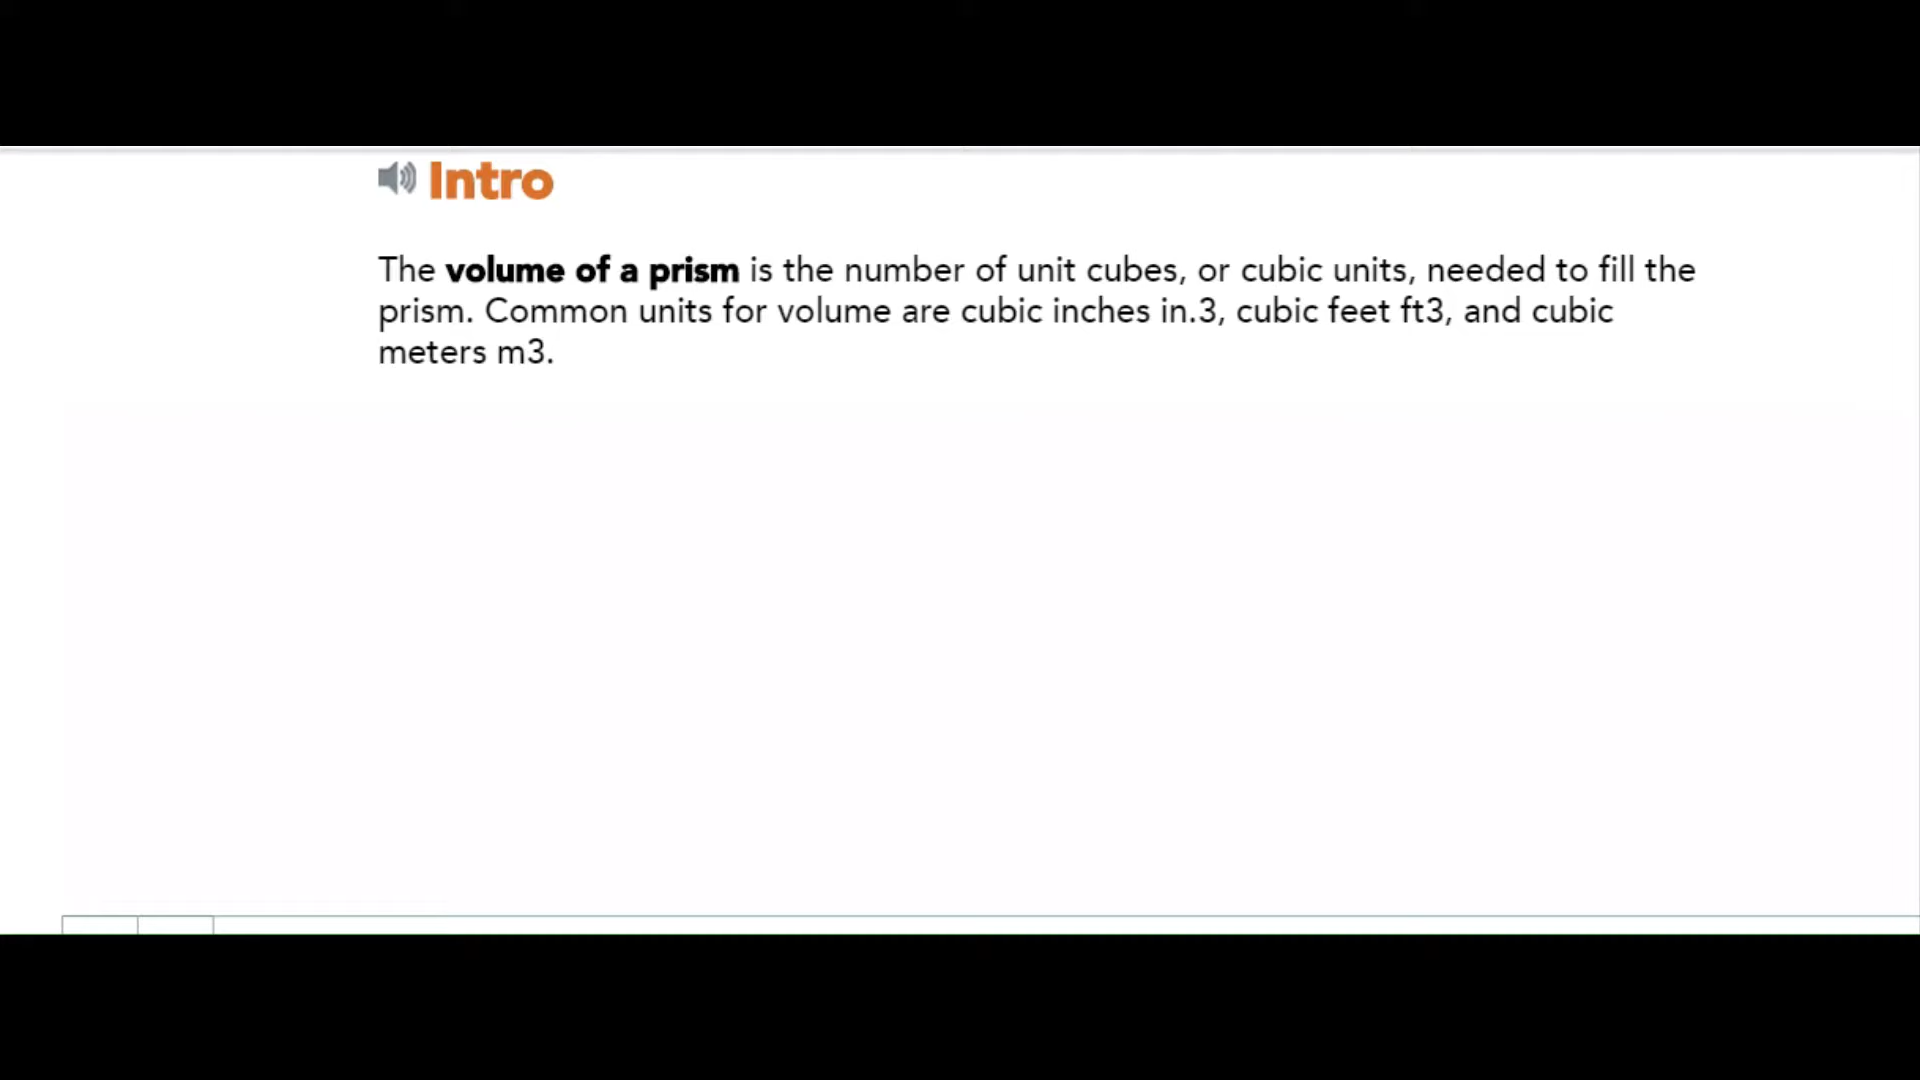 Intro
The volume of a prism is the number of unit cubes, or cubic units, needed to fill the
prism. Common units for volume are cubic inches in.3, cubic feet ft3, and cubic
meters m3.